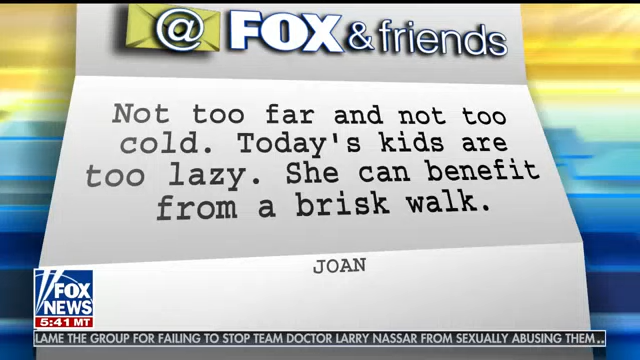 @ FOX & friends
Not too far and not too
cold. Today's kids are
too lazy. She can benefit
from a brisk walk.
JOAN
FOX
NEWS
5:41 MT
LAME THE GROUP FOR FAILING TO STOP TEAM DOCTOR LARRY NASSAR FROM SEXUALLY ABUSING THEM..